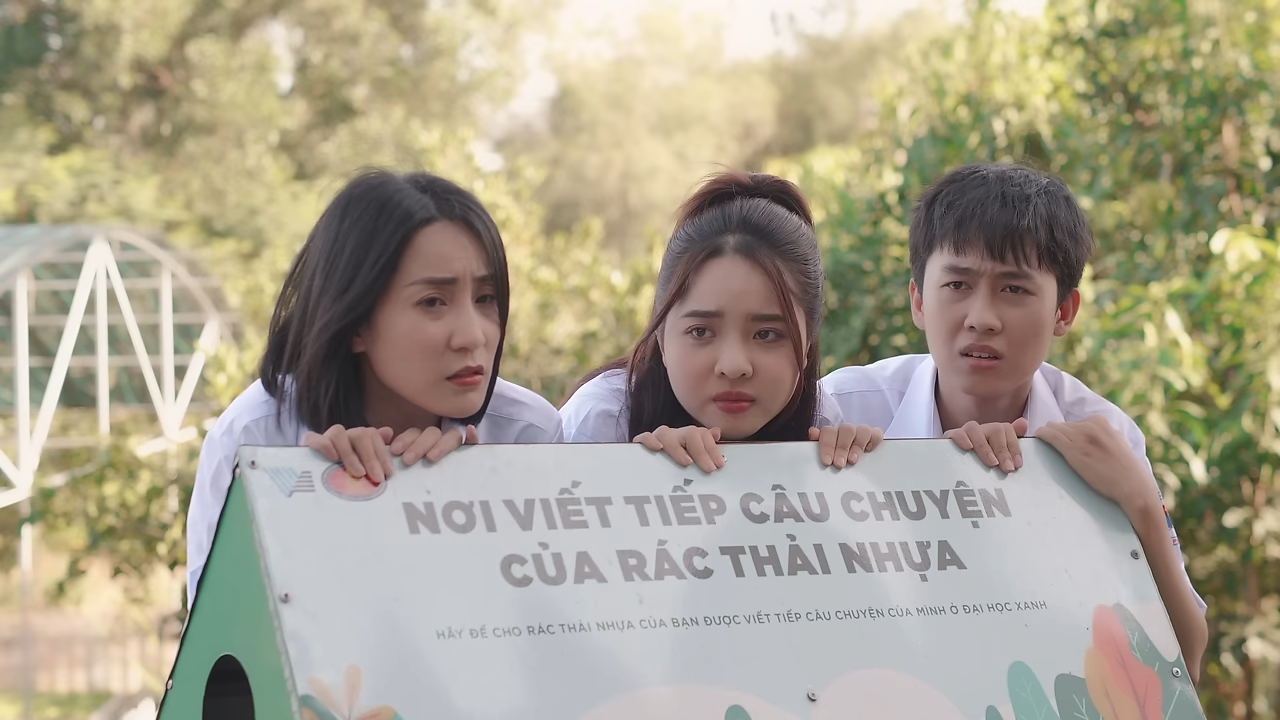 NƠI VIẾT TIẾP CÂU CHUYỆN
CỦA RÁC THẢI NHỰA
HÃY ĐỂ CHO RÁC THẢI NHỰA CỦA BẠN ĐƯỢC VIẾT TIẾP CÂU CHUYỆN CỦA MÌNH Ở ĐẠI HỌC XANH